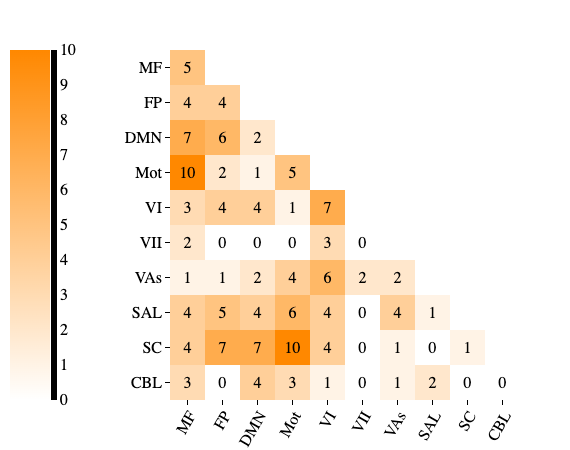 10
9
8
7
6
5
4
3
2
1
0
MF 5
FP 4 4
DMN 7 6 2
Mot 10 2 1 5
VI 3 4 4 1 7
VII 2 0 0 0 3 0
VAs 1 1 2 4 6 2 2
SAL 4 5 4 6 4 0 4 1
SC 4 7 7 10 4 0 1 0 1
CBL 3 0 4 3 1 0 1 2 0 0
MF FP DMN Mot VI VII VAs SAL SC CBL